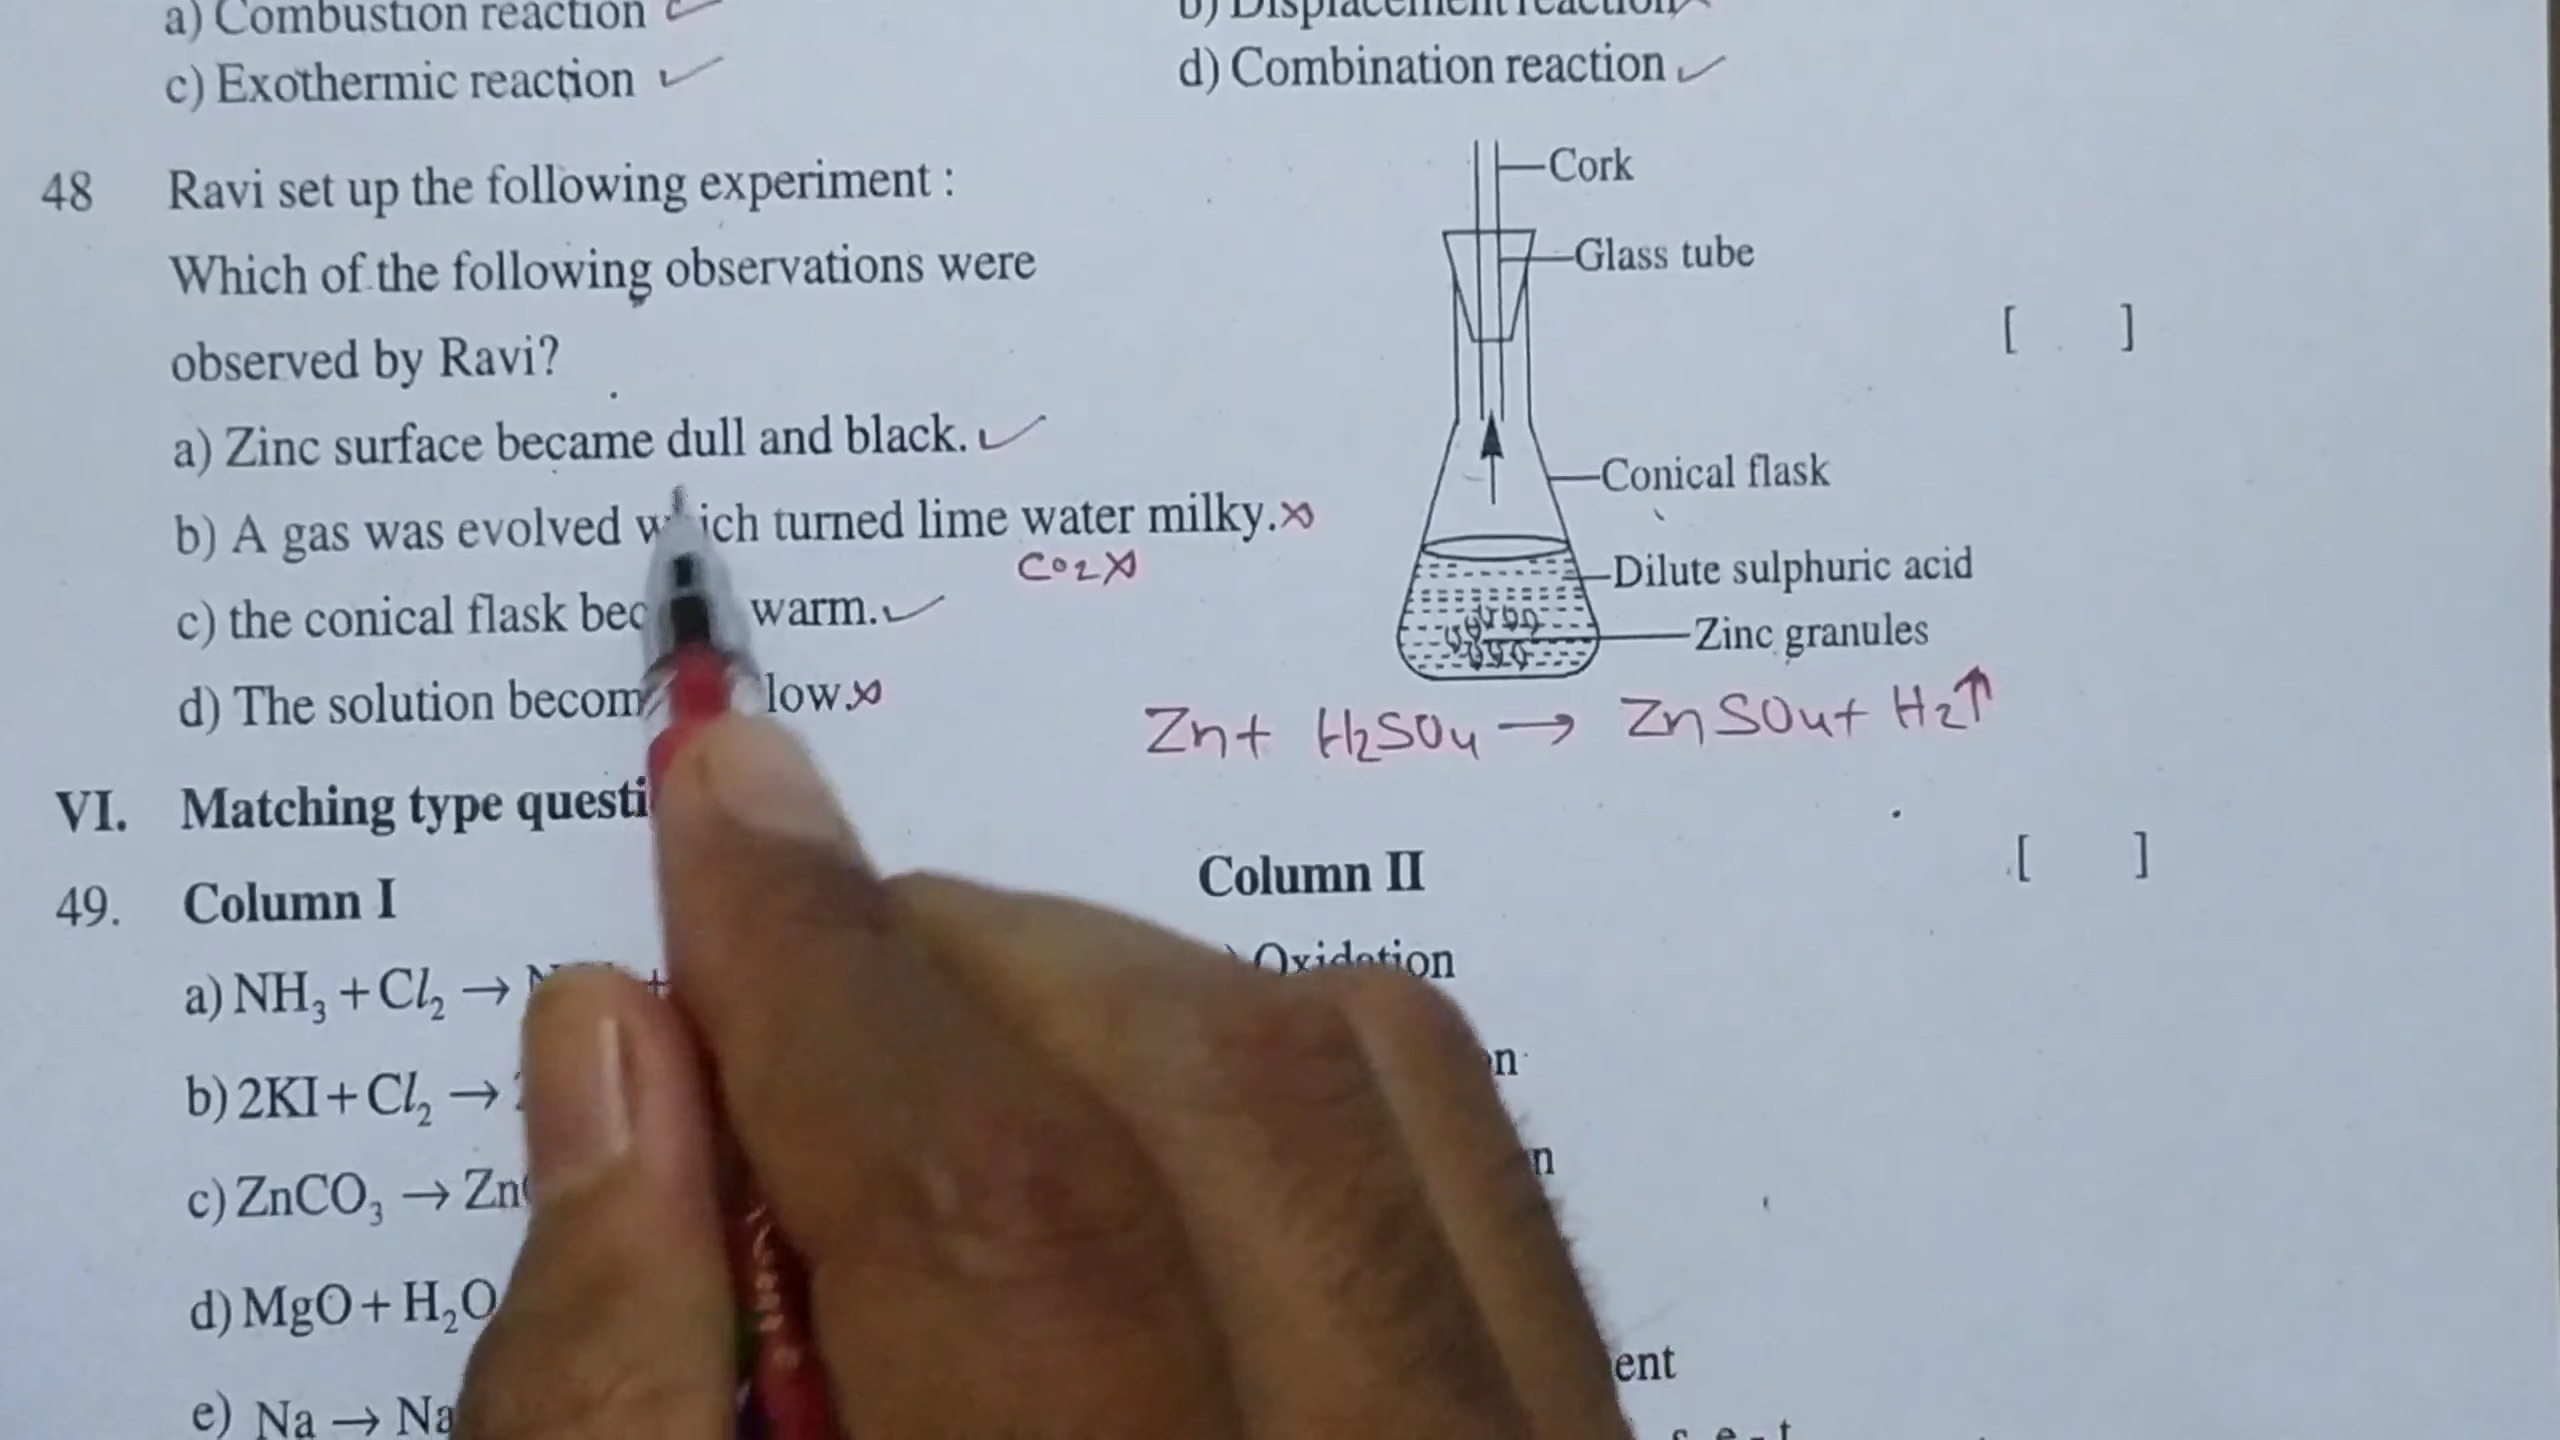 a) Combustion reaction
b) Displacement reaction
c) Exothermic reaction ✓
d) Combination reaction ✓
48 Ravi set up the following experiment :
Which of the following observations were
observed by Ravi?
[ ]
a) Zinc surface became dull and black. ✓
b) A gas was evolved which turned lime water milky. x
CO2 x
c) the conical flask bec warm. ✓
d) The solution becom low. x
Cork
Glass tube
Conical flask
Dilute sulphuric acid
Zinc granules
Zn + H2SO4 → ZnSO4 + H2↑
VI. Matching type questi
49. Column I
Column II
[ ]
a) NH₃ + Cl₂ →
Oxidation
b) 2KI + Cl₂ →
n
c) ZnCO₃ → Zn
n
d) MgO + H₂O
ent
e) Na → Na